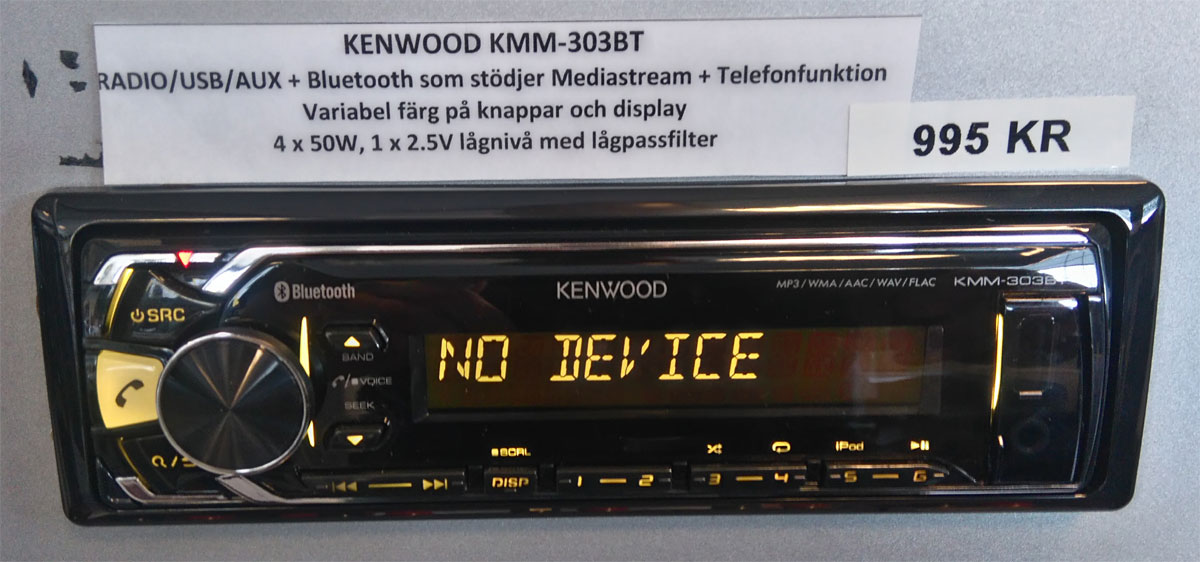 KENWOOD KMM-303BT
RADIO/USB/AUX + Bluetooth som stödjer Mediastream + Telefonfunktion
Variabel färg på knappar och display
4 x 50W, 1 x 2.5V lågnivå med lågpassfilter
995 KR
Bluetooth
KENWOOD
MP3/WMA/AAC/WAV/FLAC
KMM-303BT
SRC
BAND
VOICE
SEEK
NO DEVICE
SCRL
iPod
DISP
1 — 2
3 — 4
5 — 6